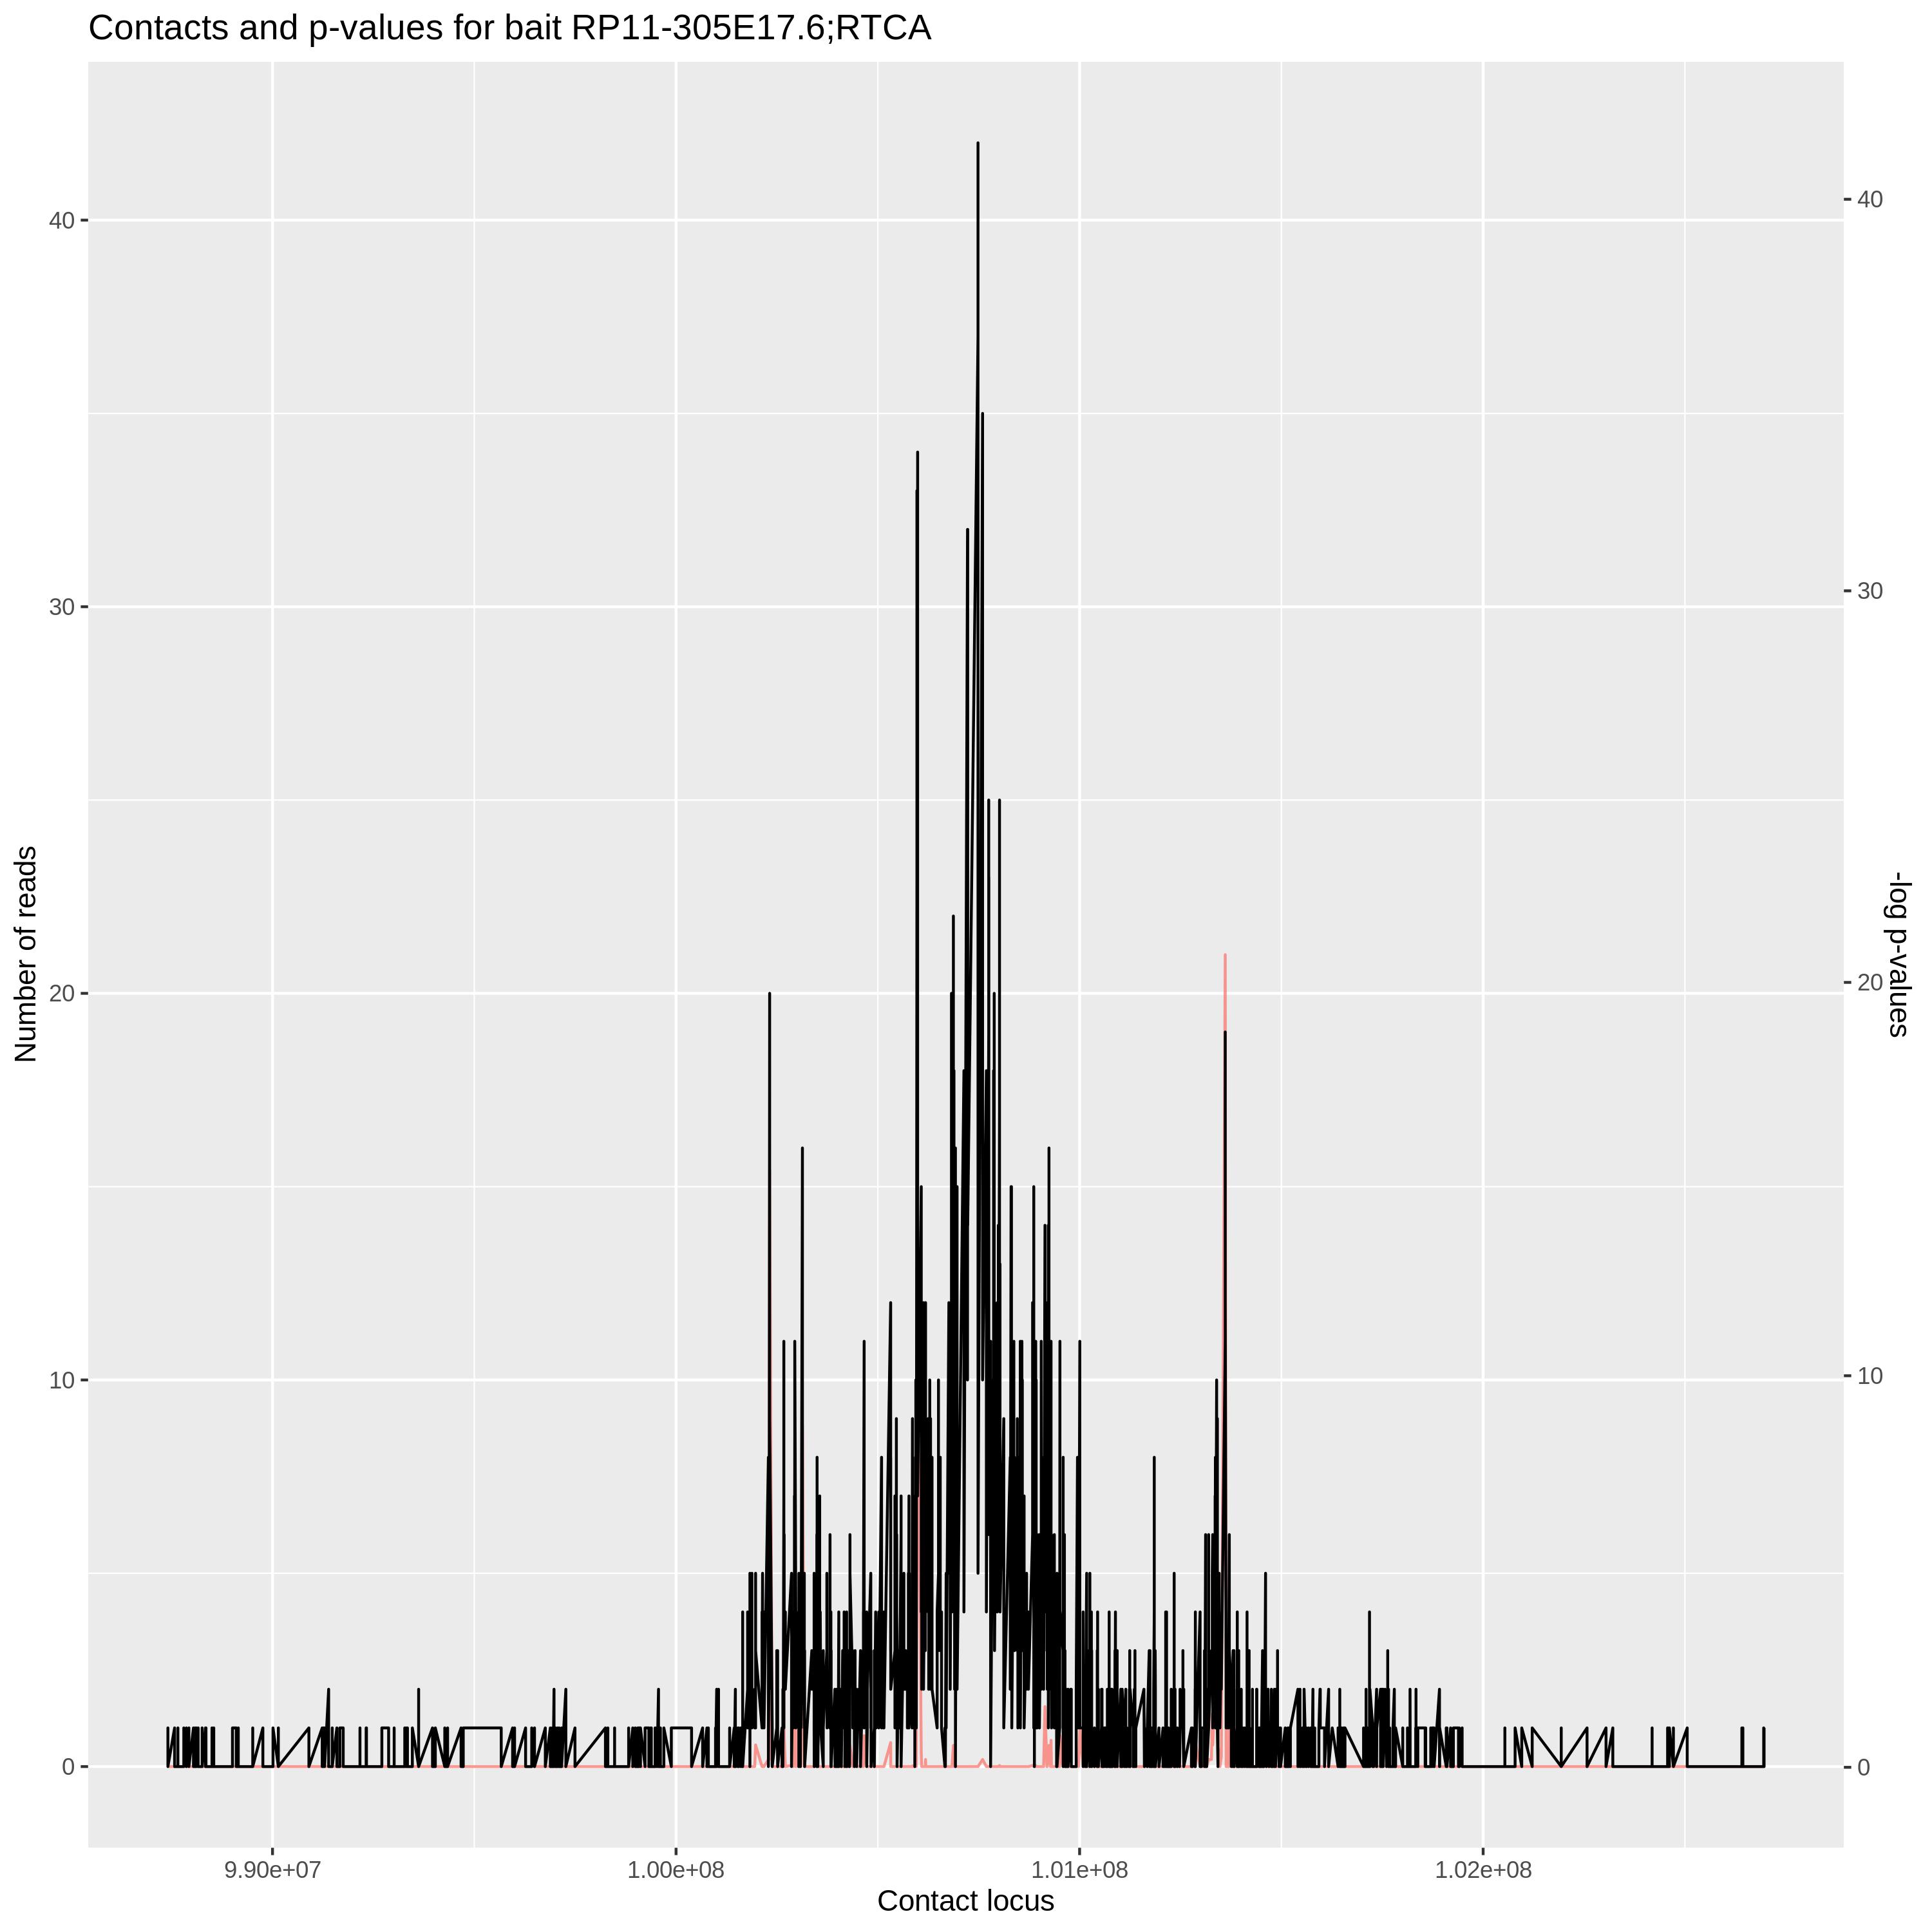 Contacts and p-values for bait RP11-305E17.6;RTCA
40
30
20
10
0
Number of reads
40
30
20
10
0
-log p-values
9.90e+07
1.00e+08
1.01e+08
1.02e+08
Contact locus